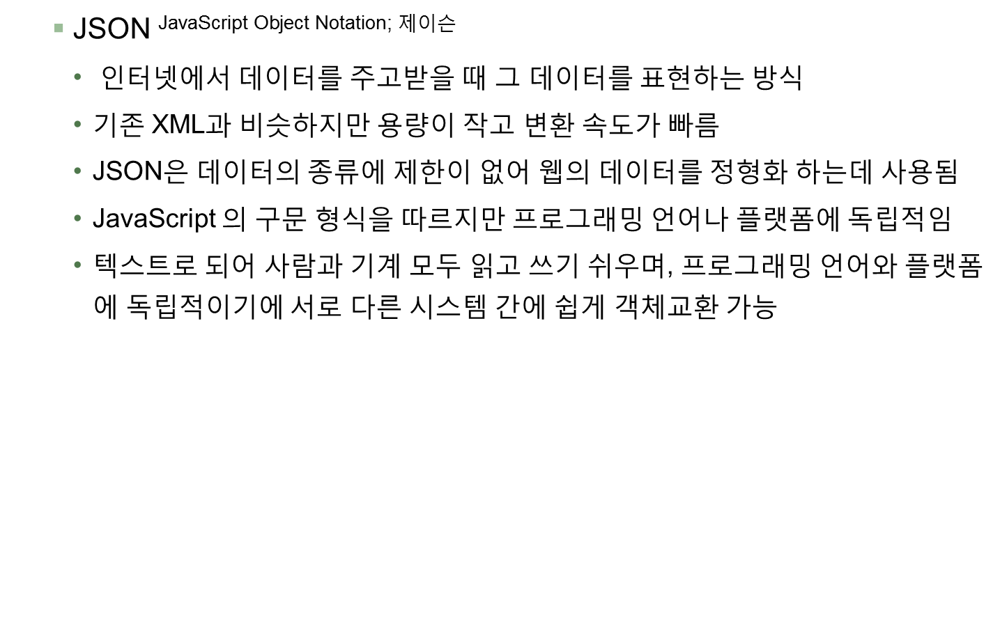 ▪ JSON JavaScript Object Notation; 제이슨
• 인터넷에서 데이터를 주고받을 때 그 데이터를 표현하는 방식
• 기존 XML과 비슷하지만 용량이 작고 변환 속도가 빠름
• JSON은 데이터의 종류에 제한이 없어 웹의 데이터를 정형화 하는데 사용됨
• JavaScript 의 구문 형식을 따르지만 프로그래밍 언어나 플랫폼에 독립적임
• 텍스트로 되어 사람과 기계 모두 읽고 쓰기 쉬우며, 프로그래밍 언어와 플랫폼
에 독립적이기에 서로 다른 시스템 간에 쉽게 객체교환 가능